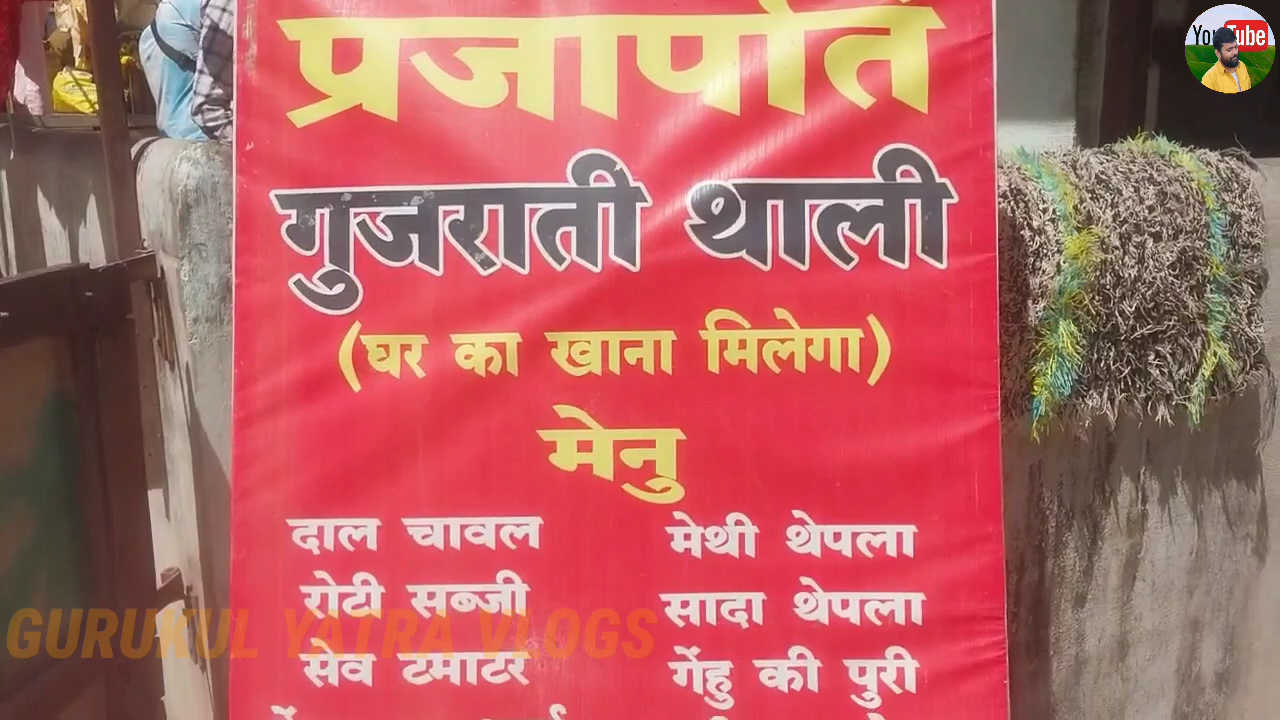 YouTube
प्रजापति
गुजराती थाली
(घर का खाना मिलेगा)
मेनु
दाल चावल मेथी थेपला
रोटी सब्जी सादा थेपला
GURUKUL YATRA VLOGS
सेव टमाटर गेंहु की पुरी